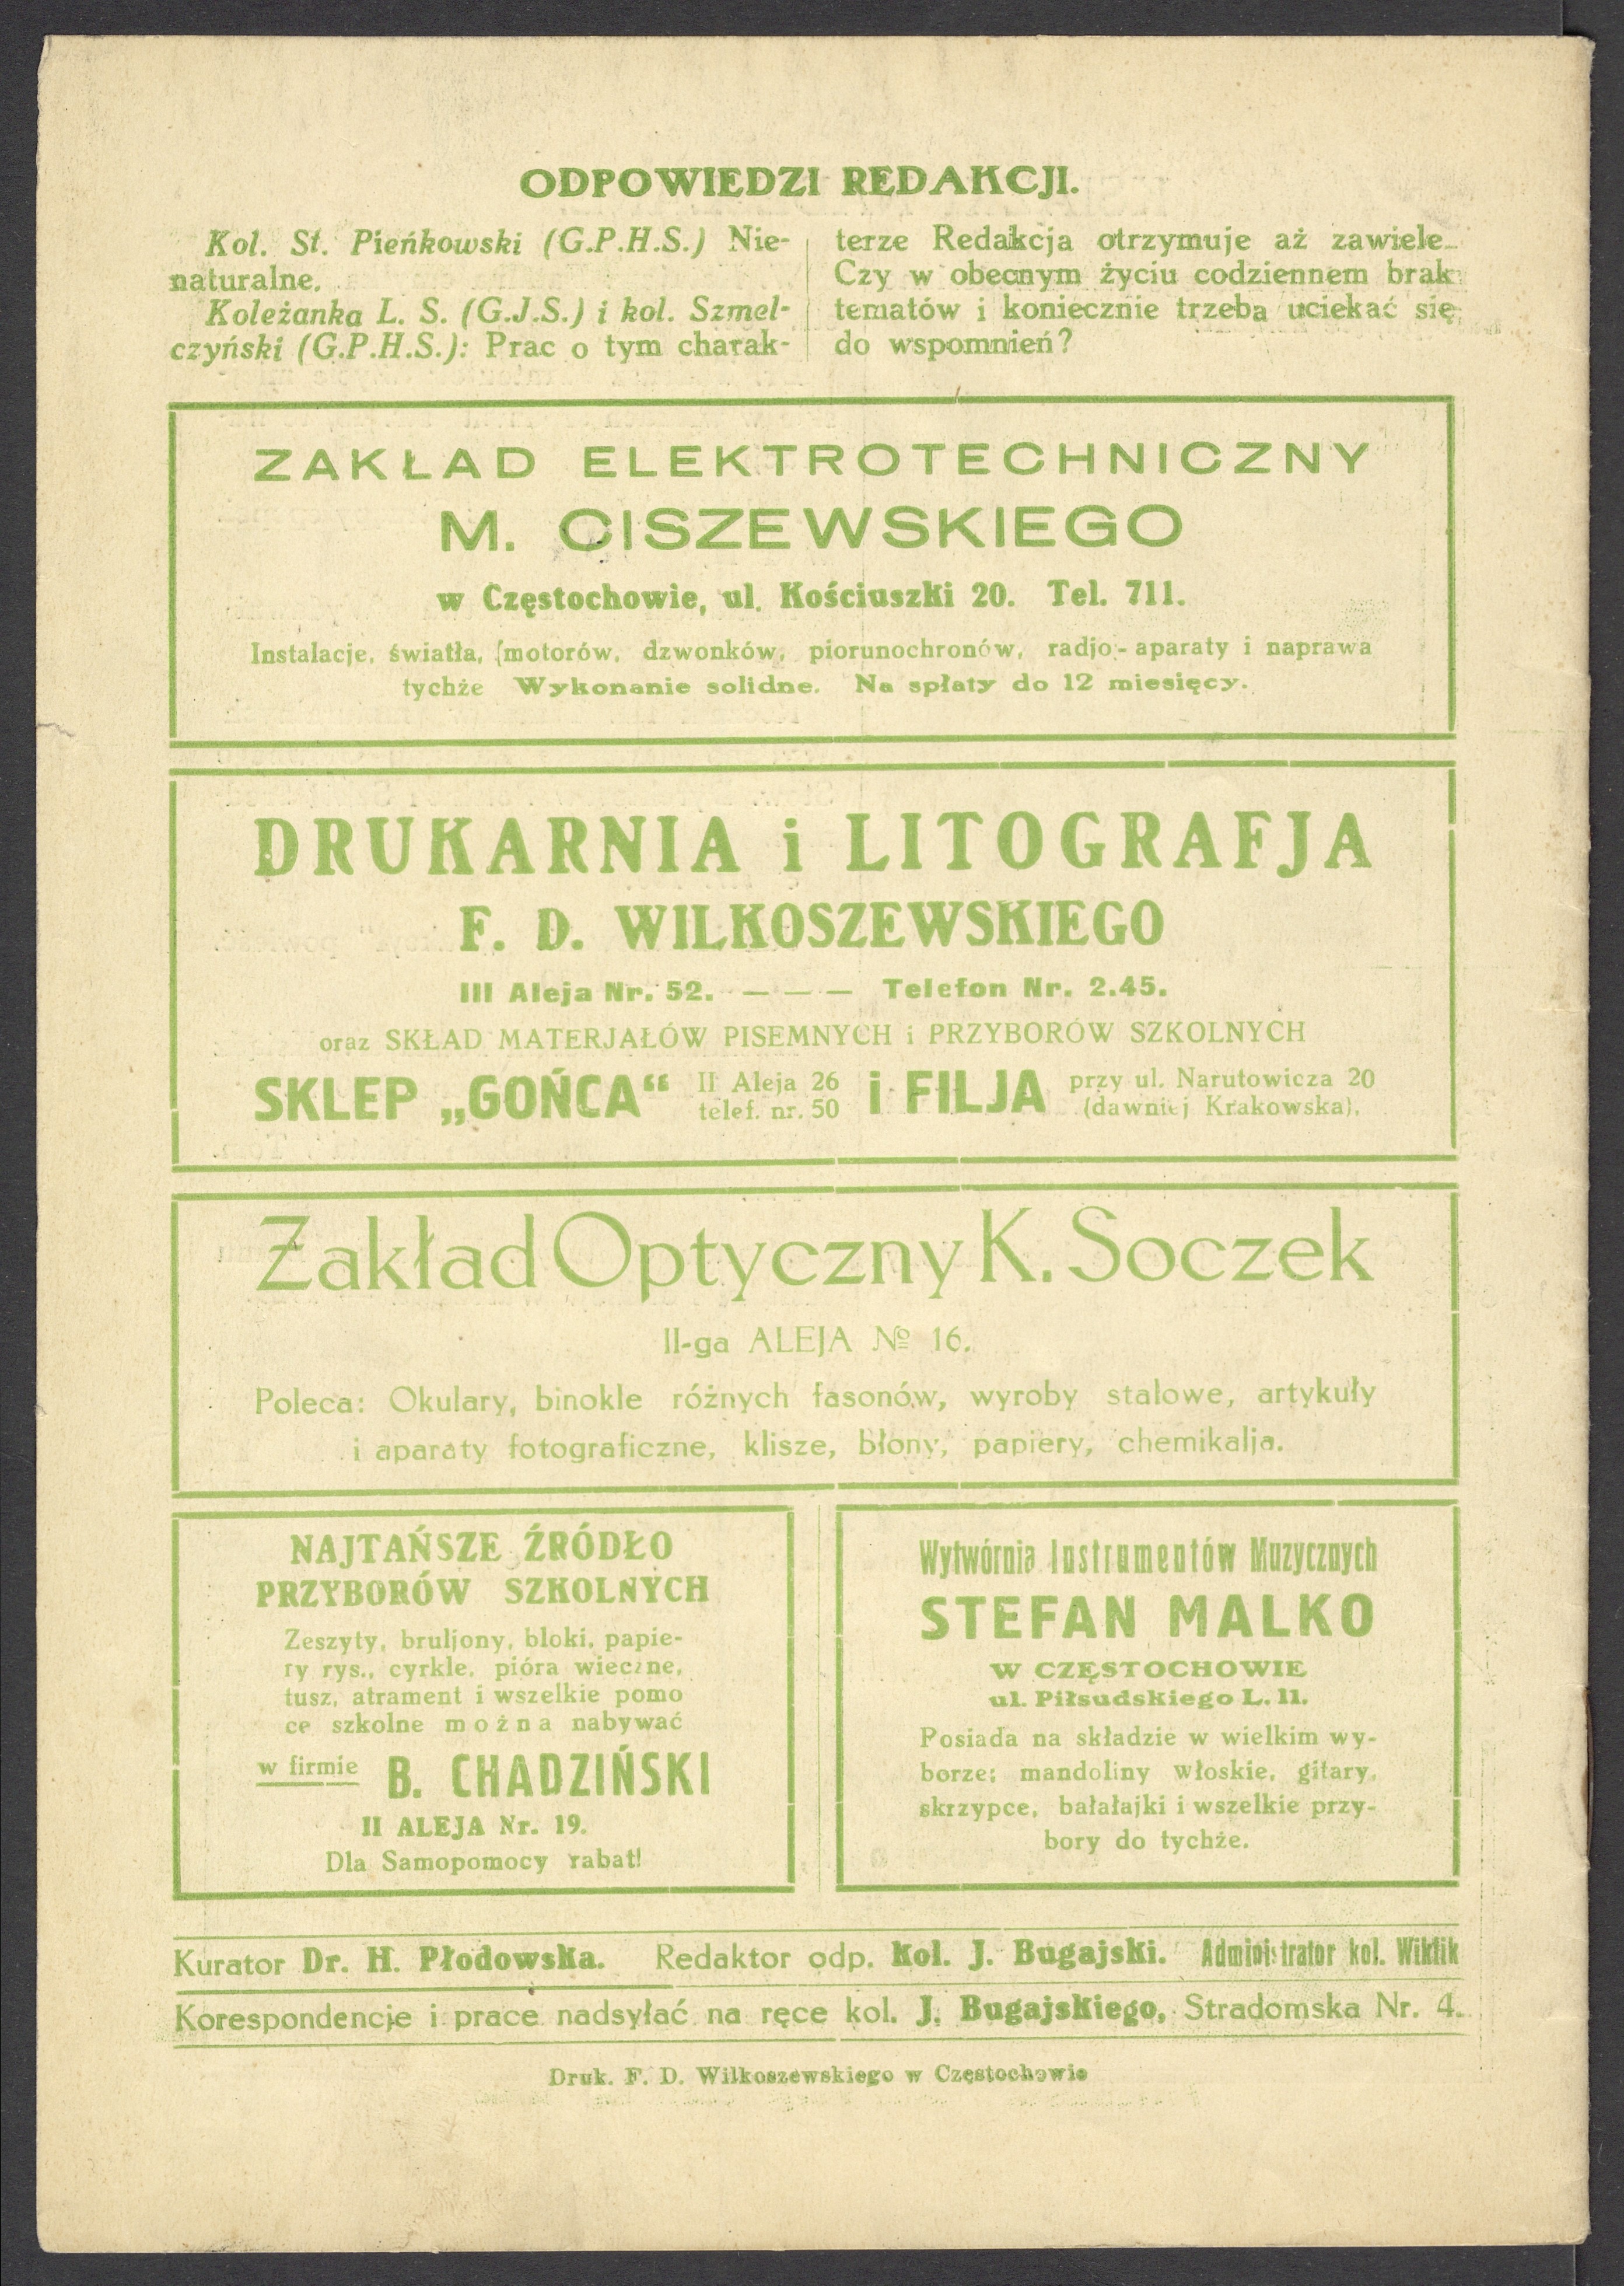 ODPOWIEDZI REDAKCJI.
Kol. St. Pieńkowski (G.P.H.S.) Nie-
naturalne.
Koleżanka L. S. (G.J.S.) i kol. Szmel-
czyński (G.P.H.S.): Prac o tym charak-
terze Redakcja otrzymuje aż zawiele
Czy w obecnym życiu codziennem brak
tematów i koniecznie trzeba uciekać się
do wspomnień?
ZAKŁAD ELEKTROTECHNICZNY
M. CISZEWSKIEGO
w Częstochowie, ul. Kościuszki 20. Tel. 711.
Instalacje, światła, (motorów, dzwonków, piorunochronów, radjo-aparaty i naprawa
tychże Wykonanie solidne. Na spłaty do 12 miesięcy.
DRUKARNIA i LITOGRAFJA
F. D. WILKOSZEWSKIEGO
III Aleja Nr. 52. — — — Telefon Nr. 2.45.
oraz SKŁAD MATERJAŁÓW PISEMNYCH i PRZYBORÓW SZKOLNYCH
SKLEP „GOŃCA“ II Aleja 26 telef. nr. 50 i FILJA przy ul. Narutowicza 20 (dawniej Krakowska).
Zakład Optyczny K. Soczek
II-ga ALEJA № 16.
Poleca: Okulary, binokle różnych fasonów, wyroby stalowe, artykuły
i aparaty fotograficzne, klisze, błony, papiery, chemikalja.
NAJTAŃSZE ŹRÓDŁO
PRZYBORÓW SZKOLNYCH
Zeszyty, bruljony, bloki, papie-
ry rys., cyrkle, pióra wieczne,
tusz, atrament i wszelkie pomo
ce szkolne można nabywać
w firmie B. CHADZIŃSKI
II ALEJA Nr. 19.
Dla Samopomocy rabat!
Wytwórnia Instrumentów Muzycznych
STEFAN MALKO
W CZĘSTOCHOWIE
ul. Piłsudskiego L. 11.
Posiada na składzie w wielkim wy-
borze; mandoliny włoskie, gitary,
skrzypce, bałałajki i wszelkie przy-
bory do tychże.
Kurator Dr. H. Płodowska. Redaktor odp. Kol. J. Bugajski. Administrator kol. Wiktik
Korespondencje i prace nadsyłać na ręce kol. J. Bugajskiego, Stradomska Nr. 4.
Druk. F. D. Wilkoszewskiego w Częstochowie